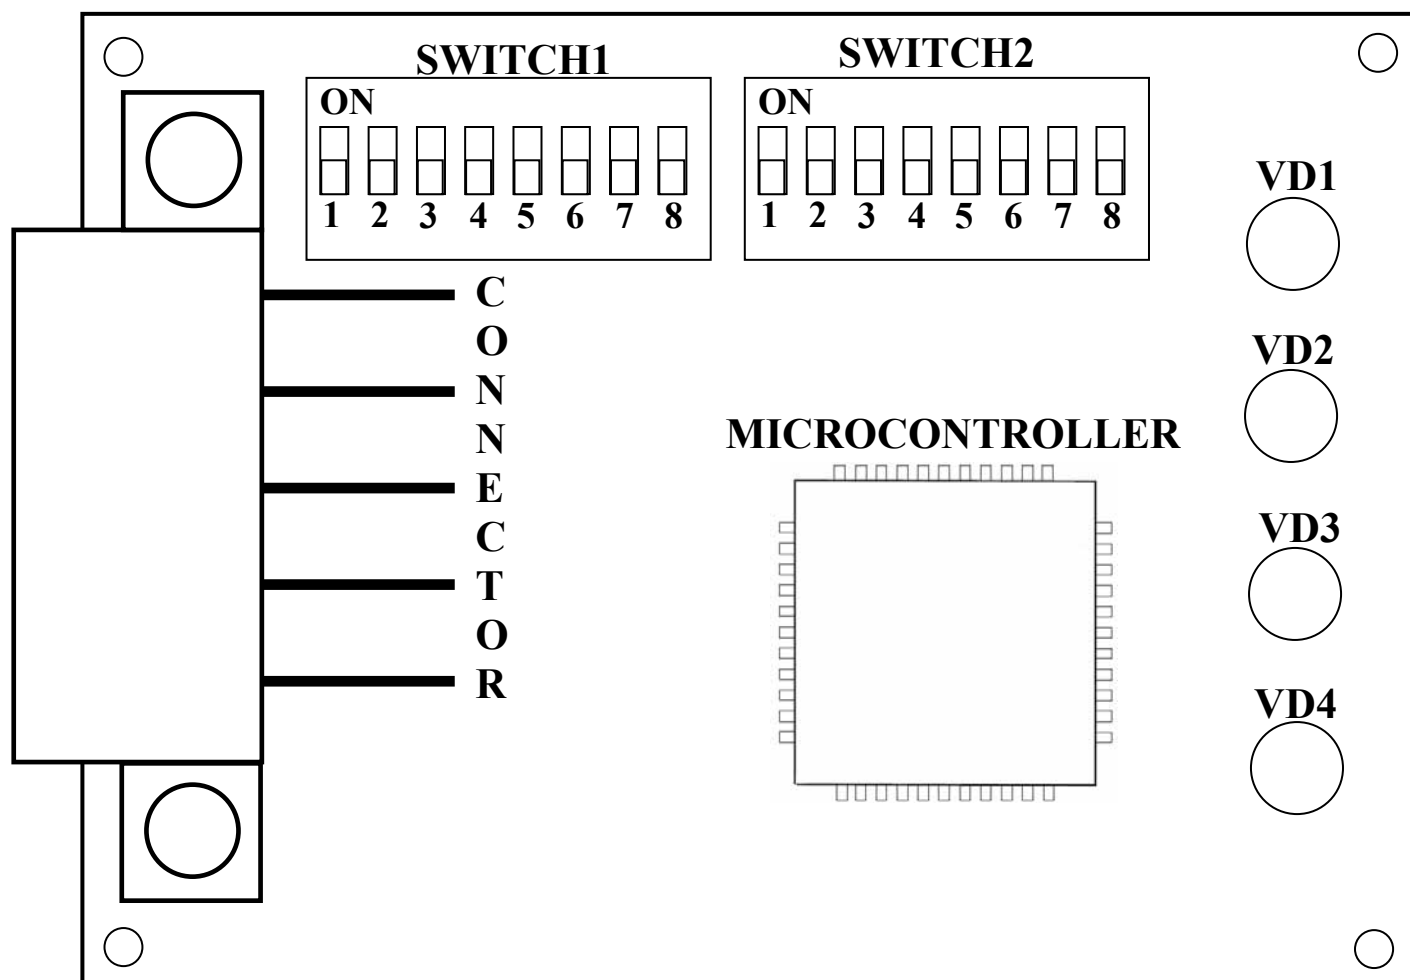 SWITCH1
SWITCH2
ON
1 2 3 4 5 6 7 8
ON
1 2 3 4 5 6 7 8
CONNECTOR
MICROCONTROLLER
VD1
VD2
VD3
VD4